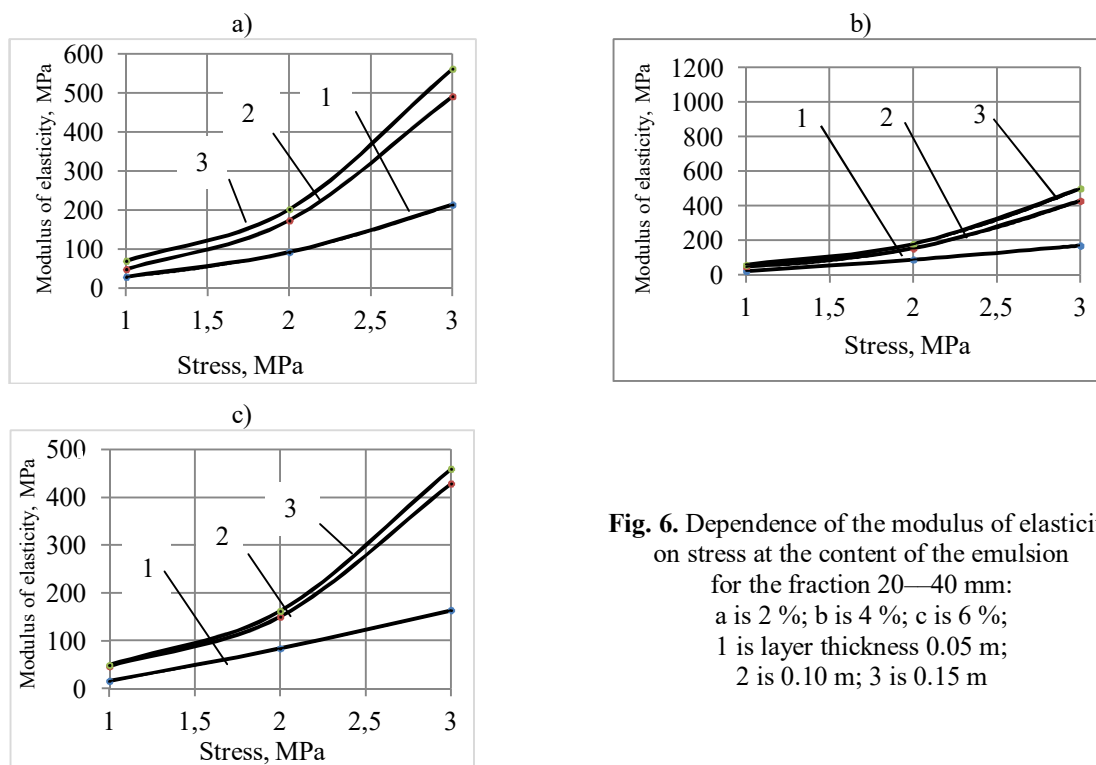 a)
Modulus of elasticity, MPa
600
500
400
300
200
100
0
1
2
3
1 1,5 2 2,5 3
Stress, MPa
b)
Modulus of elasticity, MPa
1200
1000
800
600
400
200
0
1 2 3
1 1,5 2 2,5 3
Stress, MPa
c)
Modulus of elasticity, MPa
500
400
300
200
100
0
3
2
1
1 1,5 2 2,5 3
Stress, MPa
Fig. 6. Dependence of the modulus of elastici
on stress at the content of the emulsion
for the fraction 20—40 mm:
a is 2 %; b is 4 %; c is 6 %;
1 is layer thickness 0.05 m;
2 is 0.10 m; 3 is 0.15 m